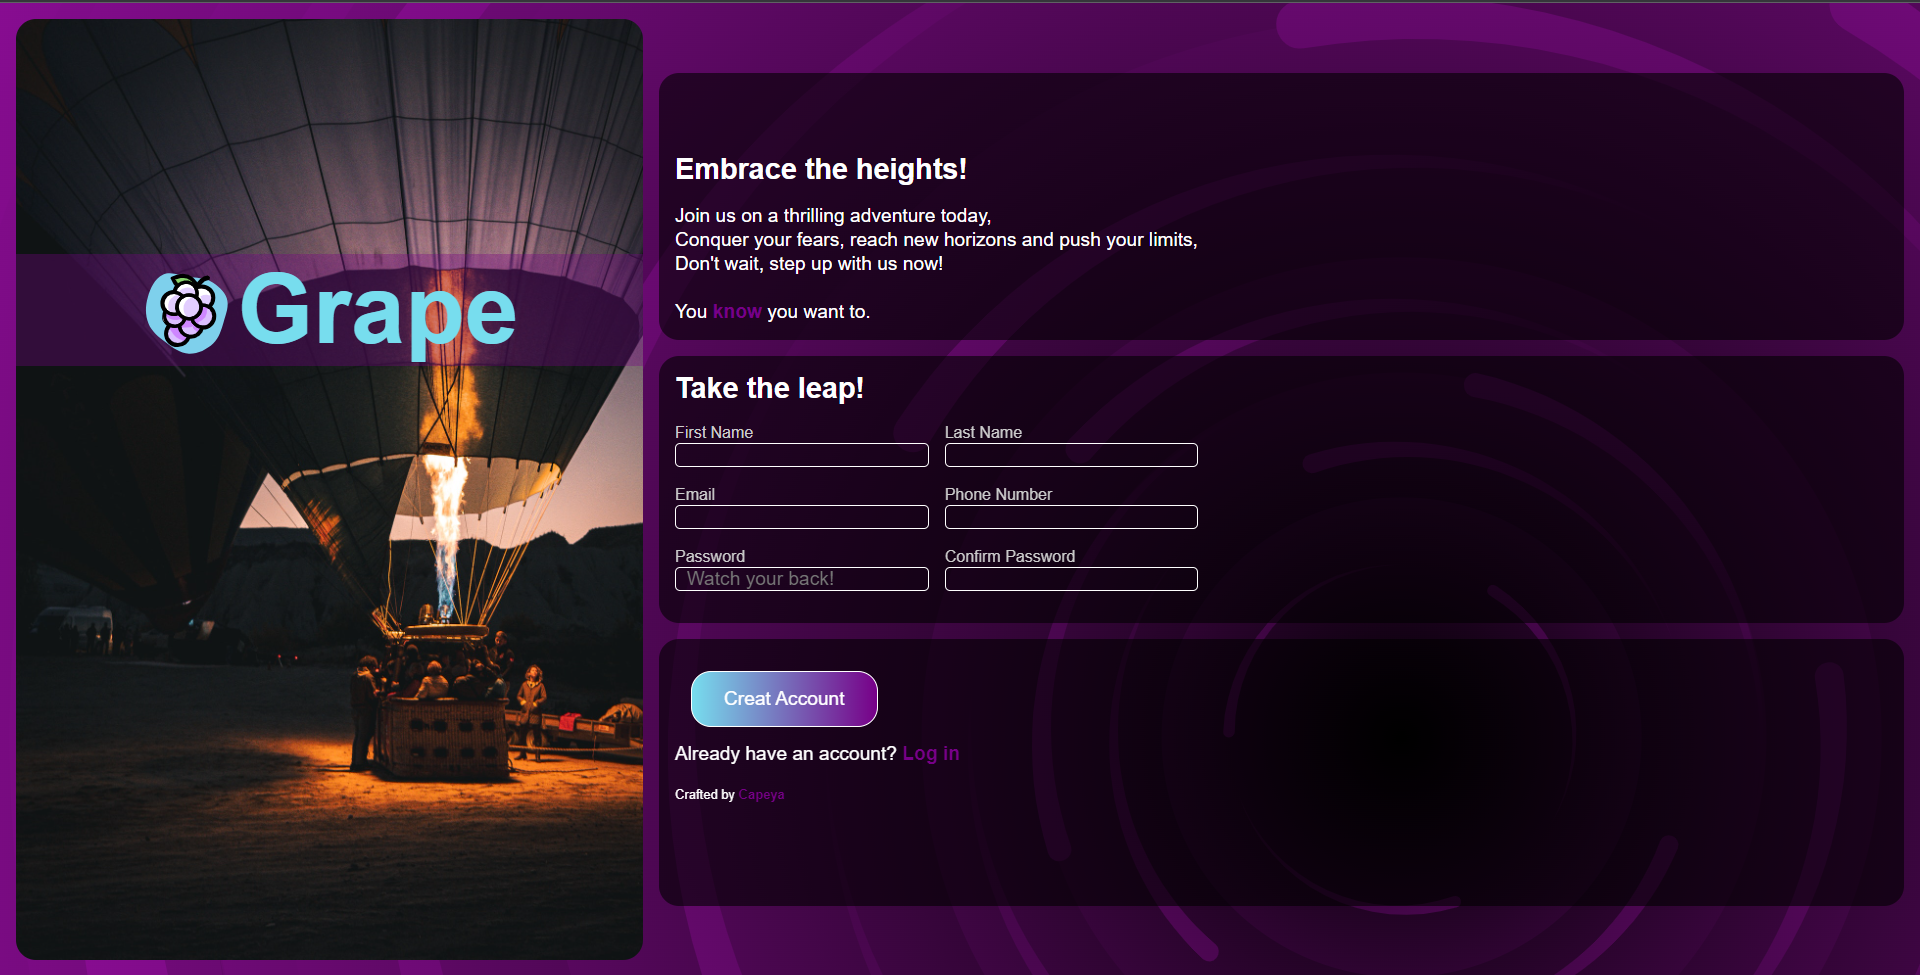 Grape
Embrace the heights!
Join us on a thrilling adventure today,
Conquer your fears, reach new horizons and push your limits,
Don't wait, step up with us now!
You know you want to.
Take the leap!
First Name
Last Name
Email
Phone Number
Password
Confirm Password
Watch your back!
Creat Account
Already have an account? Log in
Crafted by Capeya